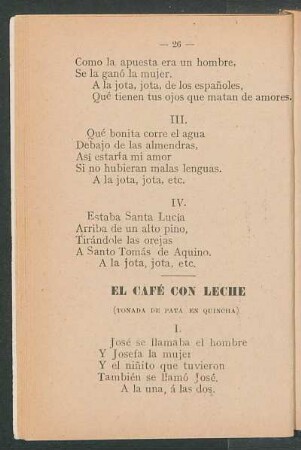 — 26 —
Como la apuesta era un hombre,
Se la ganó la mujer.
A la jota, jota, de los españoles,
Qué tienen tus ojos que matan de amores.
III.
Qué bonita corre el agua
Debajo de las almendras,
Así estaría mi amor
Si no hubieran malas lenguas.
A la jota, jota, etc.
IV.
Estaba Santa Lucía
Arriba de un alto pino,
Tirándole las orejas
A Santo Tomás de Aquino.
A la jota, jota, etc.
EL CAFÉ CON LECHE
(TONADA DE PATA EN QUINCHA)
I.
José se llamaba el hombre
Y Josefa la mujer
Y el niñito que tuvieron
También se llamó José.
A la una, á las dos.